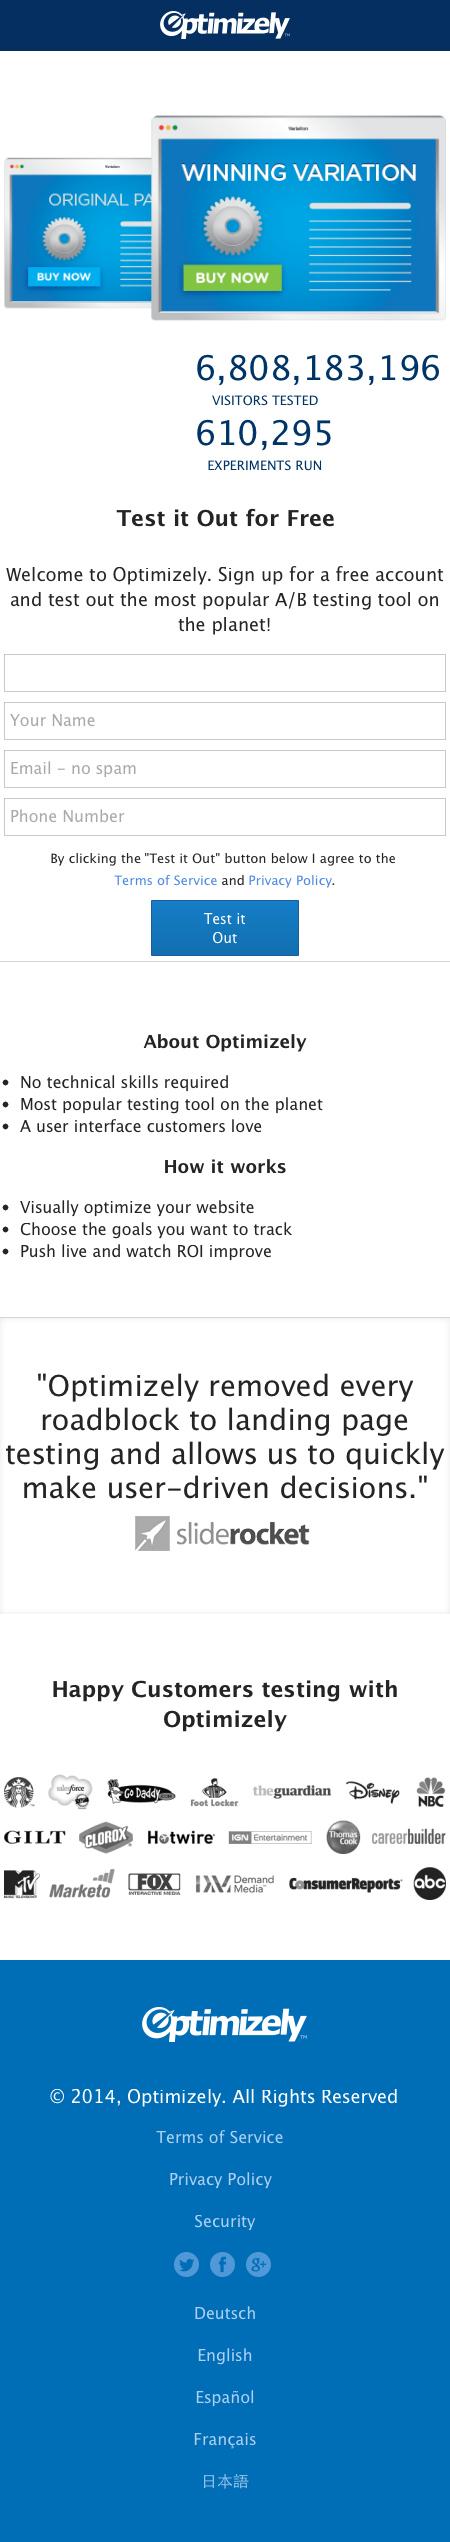 Optimizely™
Variation
Variation
WINNING VARIATION
ORIGINAL PA
BUY NOW
BUY NOW
6,808,183,196
VISITORS TESTED
610,295
EXPERIMENTS RUN
Test it Out for Free
Welcome to Optimizely. Sign up for a free account
and test out the most popular A/B testing tool on
the planet!
Your Name
Email - no spam
Phone Number
By clicking the "Test it Out" button below I agree to the
Terms of Service and Privacy Policy.
Test it
Out
About Optimizely
• No technical skills required
• Most popular testing tool on the planet
• A user interface customers love
How it works
• Visually optimize your website
• Choose the goals you want to track
• Push live and watch ROI improve
"Optimizely removed every
roadblock to landing page
testing and allows us to quickly
make user-driven decisions."
sliderocket
Happy Customers testing with
Optimizely
salesforce Go Daddy Foot Locker theguardian Disney NBC
GILT CLOROX Hotwire IGN Entertainment Thomas Cook careerbuilder
MTV MUSIC TELEVISION Marketo FOX INTERACTIVE MEDIA Demand Media™ ConsumerReports abc
Optimizely™
© 2014, Optimizely. All Rights Reserved
Terms of Service
Privacy Policy
Security
Deutsch
English
Español
Français
日本語